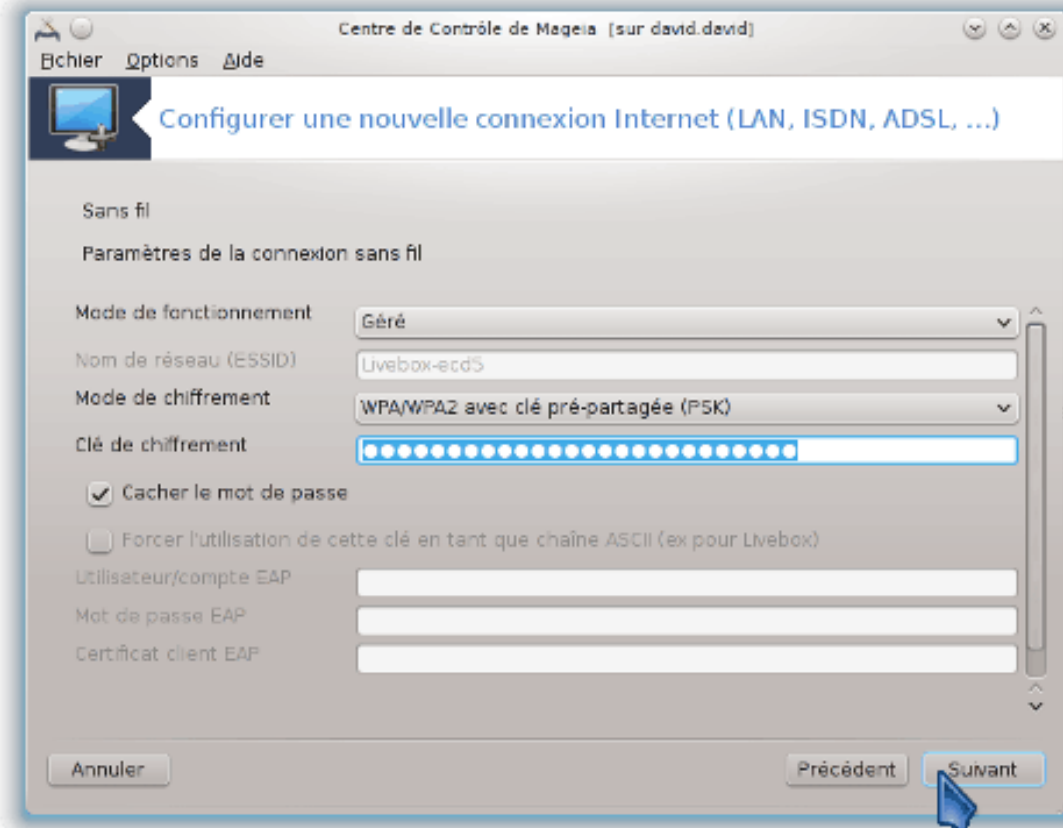 Centre de Contrôle de Mageia [sur david.david]
Fichier Options Aide
Configurer une nouvelle connexion Internet (LAN, ISDN, ADSL, ...)
Sans fil
Paramètres de la connexion sans fil
Mode de fonctionnement Géré
Nom de réseau (ESSID) Livebox-ecd5
Mode de chiffrement WPA/WPA2 avec clé pré-partagée (PSK)
Clé de chiffrement
Cacher le mot de passe
Forcer l'utilisation de cette clé en tant que chaîne ASCII (ex pour Livebox)
Utilisateur/compte EAP
Mot de passe EAP
Certificat client EAP
Annuler Précédent Suivant